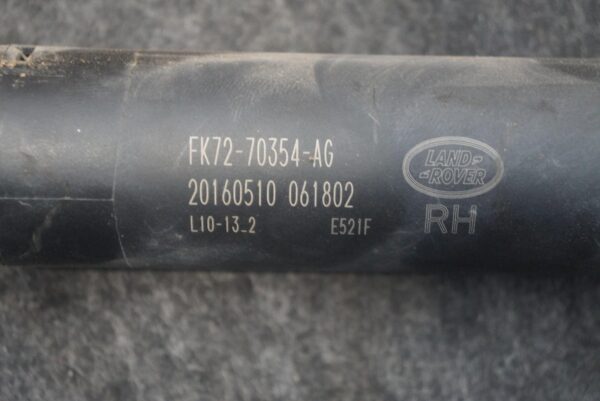 FK72-70354-AG
20160510 061802
L10-13_2 E521F
LAND
ROVER
RH